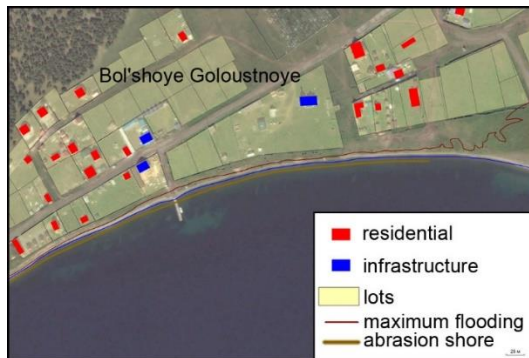 Bol'shoye Goloustnoye
residential
infrastructure
lots
maximum flooding
abrasion shore